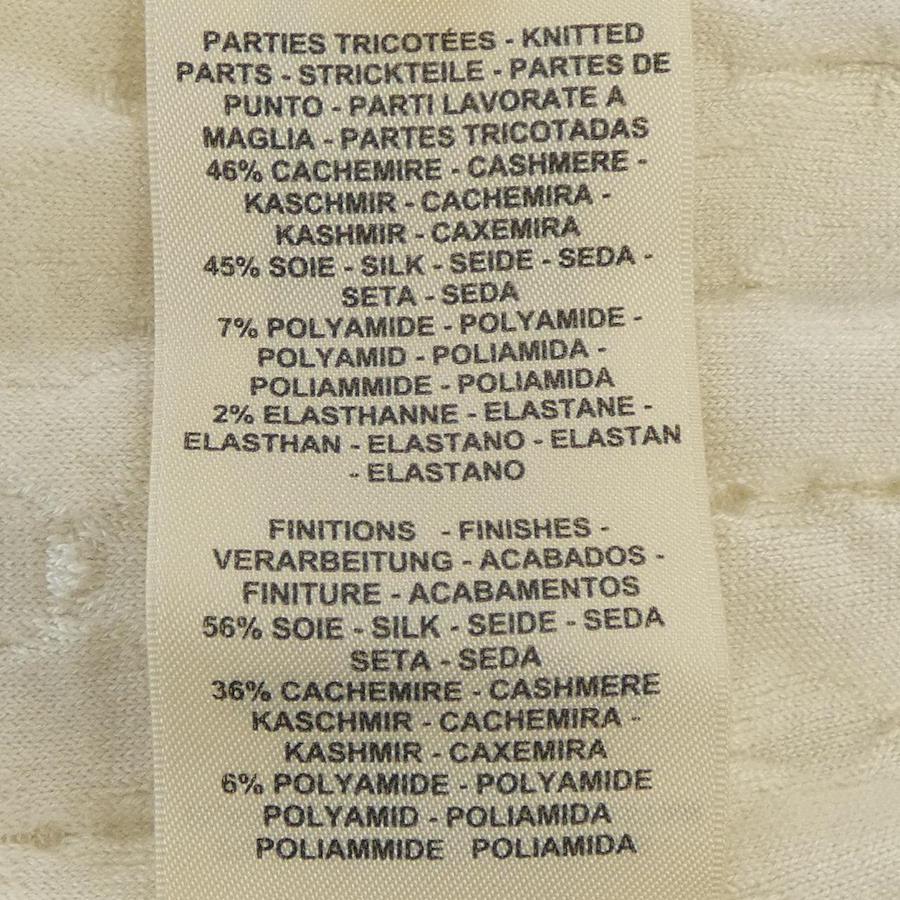 PARTIES TRICOTÉES - KNITTED
PARTS - STRICKTEILE - PARTES DE
PUNTO - PARTI LAVORATE A
MAGLIA - PARTES TRICOTADAS
46% CACHEMIRE - CASHMERE -
KASCHMIR - CACHEMIRA -
KASHMIR - CAXEMIRA
45% SOIE - SILK - SEIDE - SEDA -
SETA - SEDA
7% POLYAMIDE - POLYAMIDE -
POLYAMID - POLIAMIDA -
POLIAMMIDE - POLIAMIDA
2% ELASTHANNE - ELASTANE -
ELASTHAN - ELASTANO - ELASTAN
- ELASTANO
FINITIONS - FINISHES -
VERARBEITUNG - ACABADOS -
FINITURE - ACABAMENTOS
56% SOIE - SILK - SEIDE - SEDA
SETA - SEDA
36% CACHEMIRE - CASHMERE
KASCHMIR - CACHEMIRA -
KASHMIR - CAXEMIRA
6% POLYAMIDE - POLYAMIDE
POLYAMID - POLIAMIDA
POLIAMMIDE POLIAMIDA